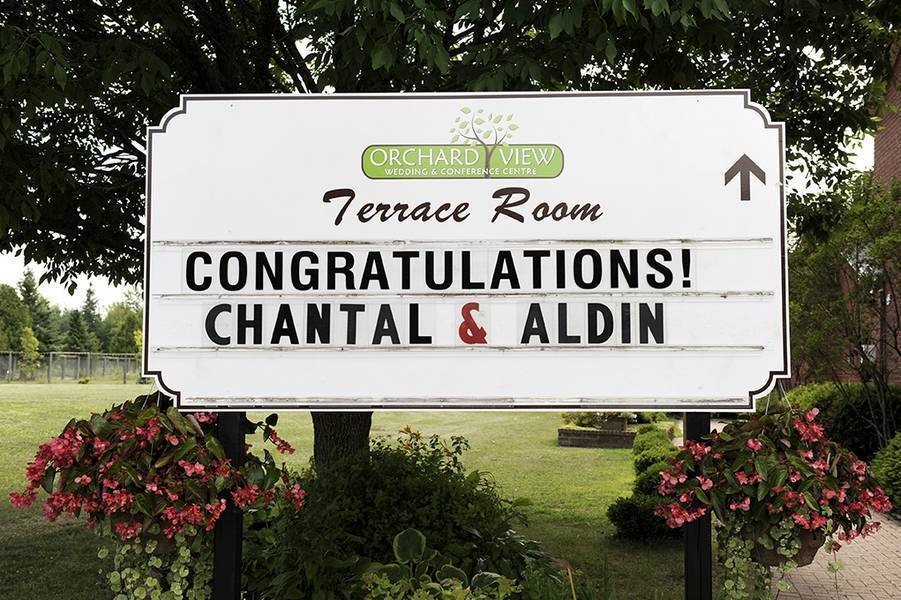 ORCHARD VIEW
WEDDING & CONFERENCE CENTRE
Terrace Room
CONGRATULATIONS!
CHANTAL & ALDIN